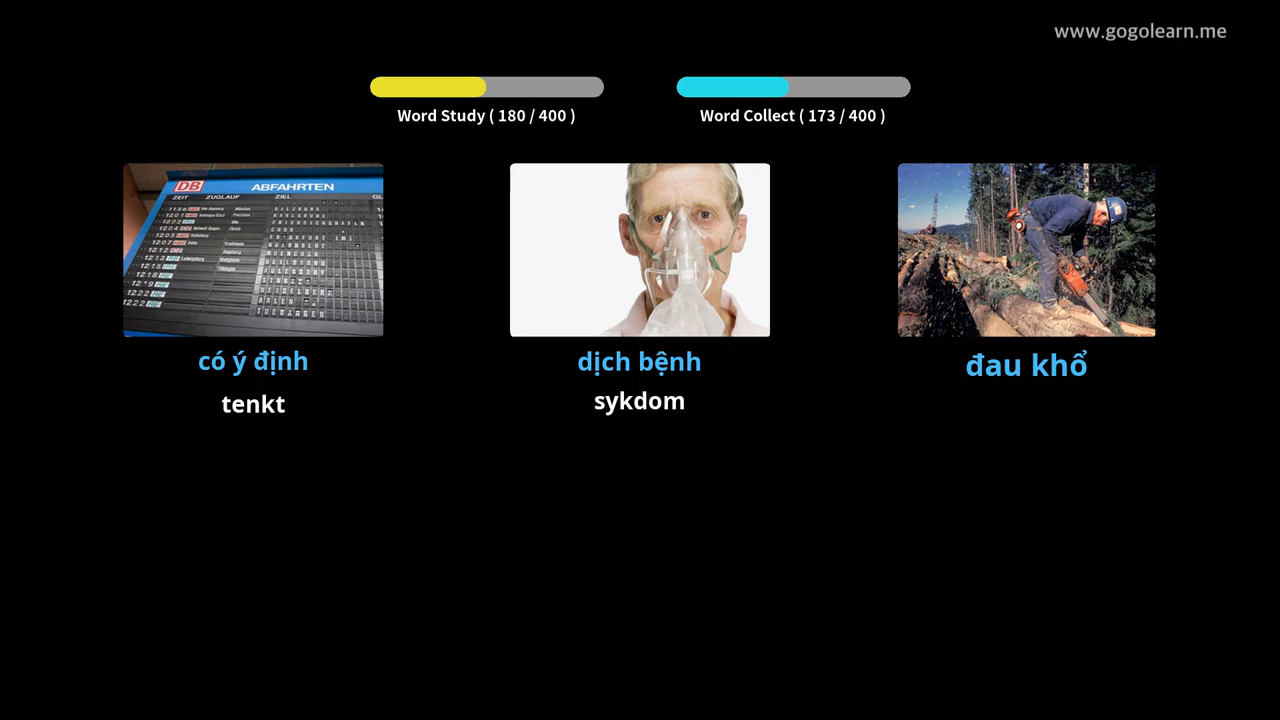 www.gogolearn.me
Word Study ( 180 / 400 )
Word Collect ( 173 / 400 )
DB ABFAHRTEN
ZEIT ZUGLAUF ZIEL
có ý định
tenkt
dịch bệnh
sykdom
đau khổ